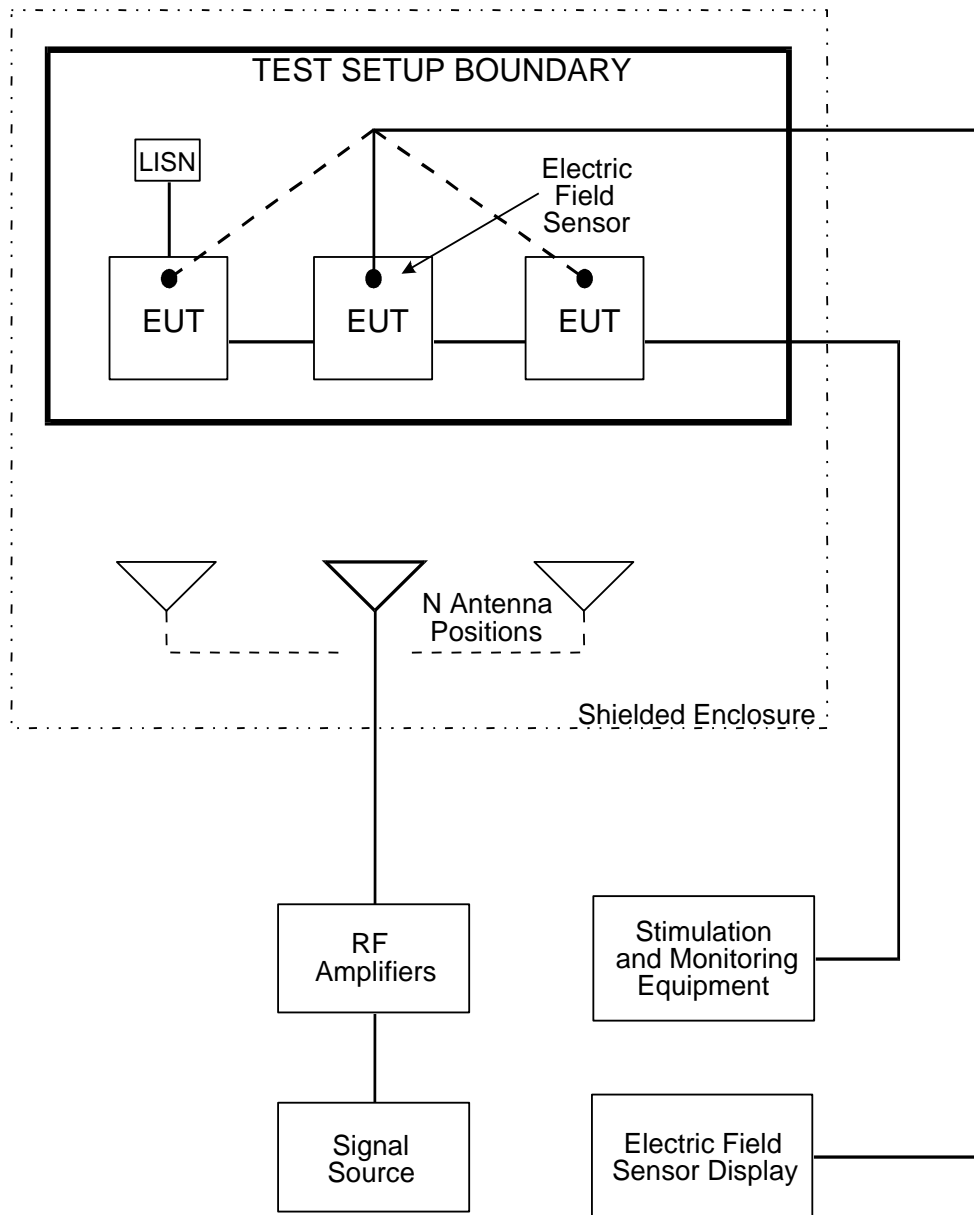 TEST SETUP BOUNDARY
LISN
Electric
Field
Sensor
EUT
EUT
EUT
N Antenna
Positions
Shielded Enclosure
RF
Amplifiers
Stimulation
and Monitoring
Equipment
Signal
Source
Electric Field
Sensor Display